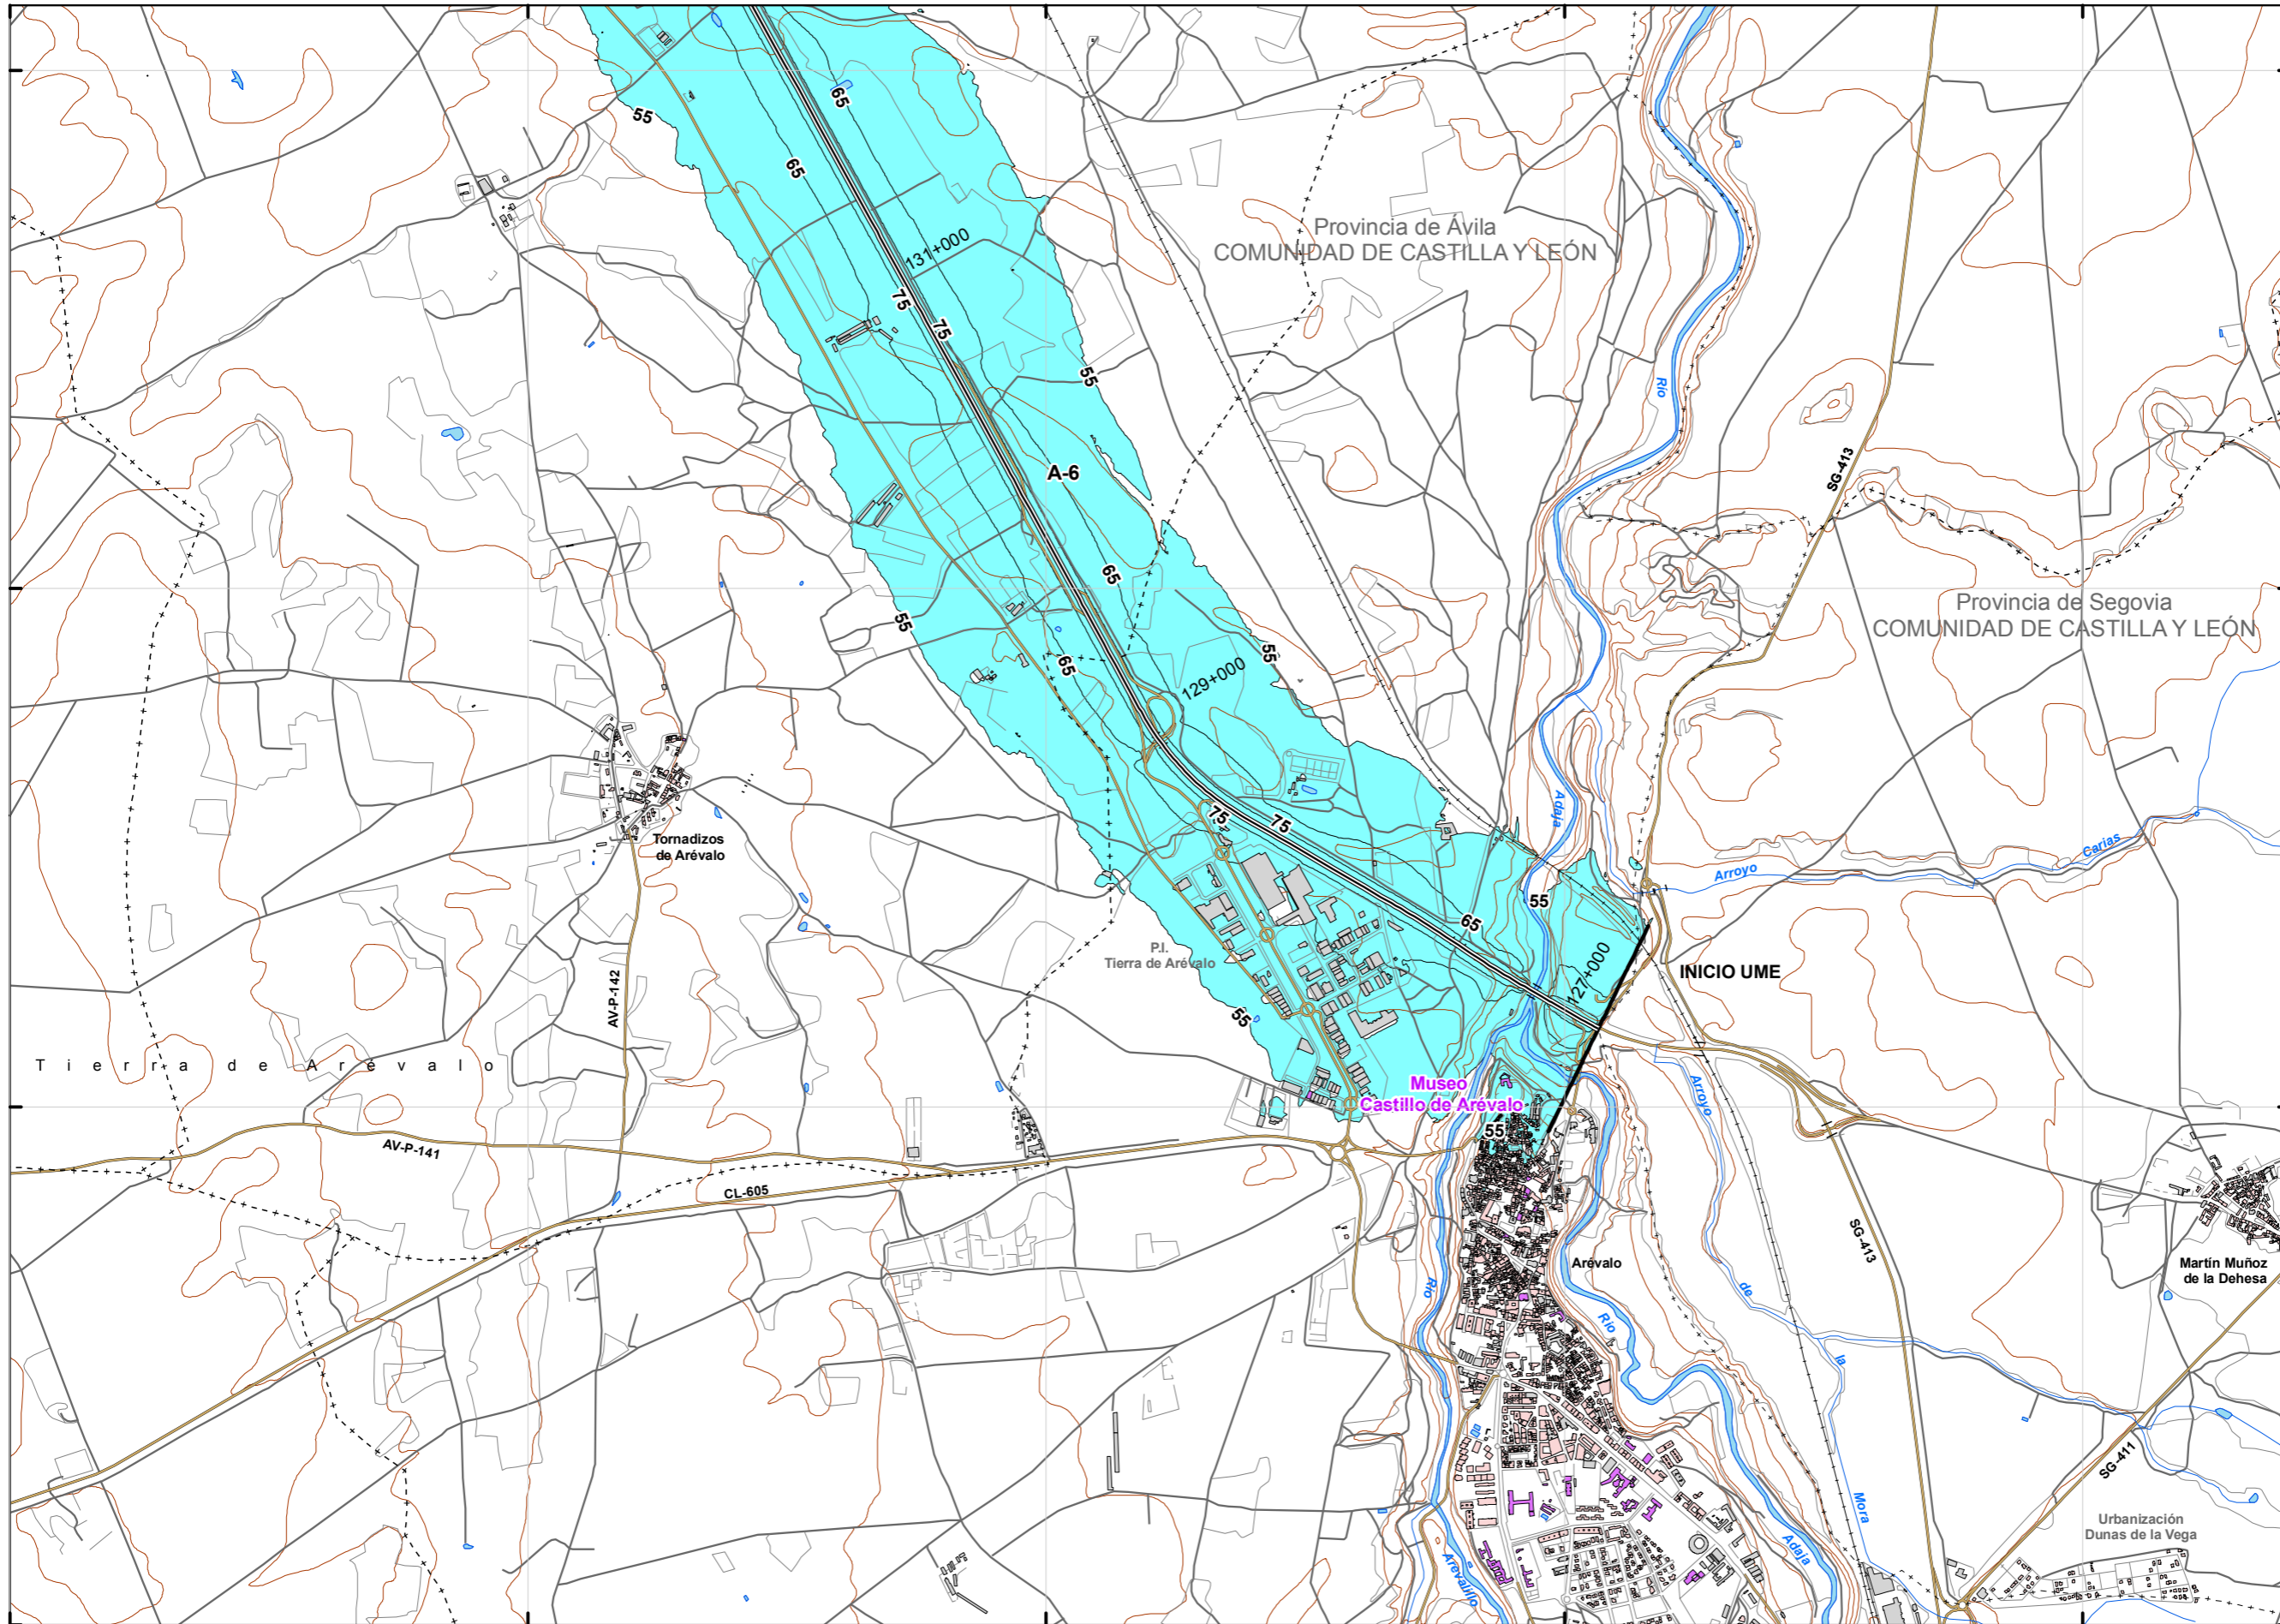 65
55
65
Provincia de Ávila
COMUNIDAD DE CASTILLA Y LEÓN
131+000
75
75
55
Río
A-6
SG-413
65
55
Provincia de Segovia
COMUNIDAD DE CASTILLA Y LEÓN
65
55
129+000
75
75
Adaja
Tornadizos
de Arévalo
Arroyo
Carias
55
65
P.I.
Tierra de Arévalo
127+000
INICIO UME
AV-P-142
55
Tierra de Arévalo
Museo
Castillo de Arévalo
Arroyo
55
AV-P-141
CL-605
SG-413
Arévalo
Martín Muñoz
de la Dehesa
Río
de
Río
la
SG-411
Mora
Urbanización
Dunas de la Vega
Adaja
Arevalillo